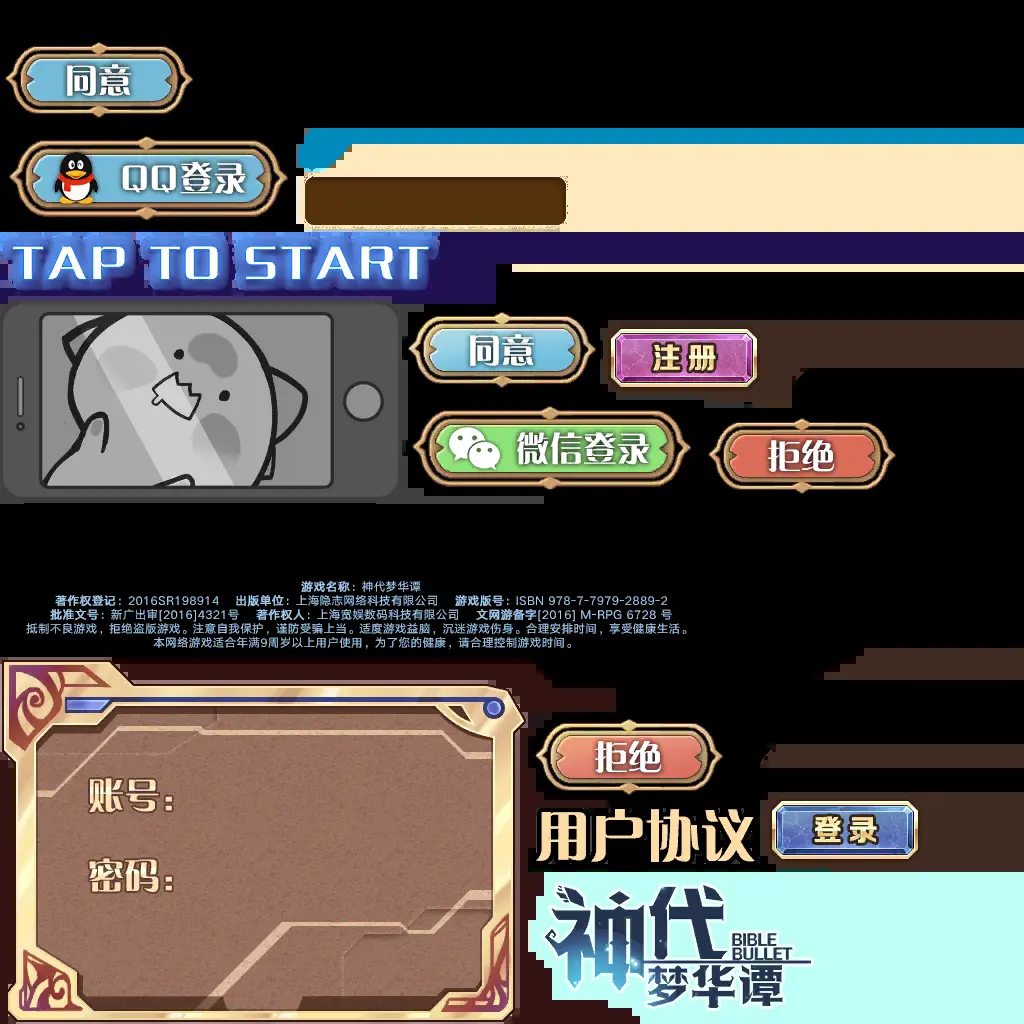 同意
QQ登录
TAP TO START
同意
注册
微信登录
拒绝
游戏名称：神代梦华谭
著作权登记：2016SR198914 出版单位：上海隐志网络科技有限公司 游戏版号：ISBN 978-7-7979-2889-2
批准文号：新广出审[2016]4321号 著作权人：上海宽娱数码科技有限公司 文网游备字[2016] M-RPG 6728 号
抵制不良游戏，拒绝盗版游戏。注意自我保护，谨防受骗上当。适度游戏益脑，沉迷游戏伤身。合理安排时间，享受健康生活。
本网络游戏适合年满9周岁以上用户使用，为了您的健康，请合理控制游戏时间。
账号：
密码：
拒绝
用户协议
登录
神代
BIBLE
BULLET
梦华谭